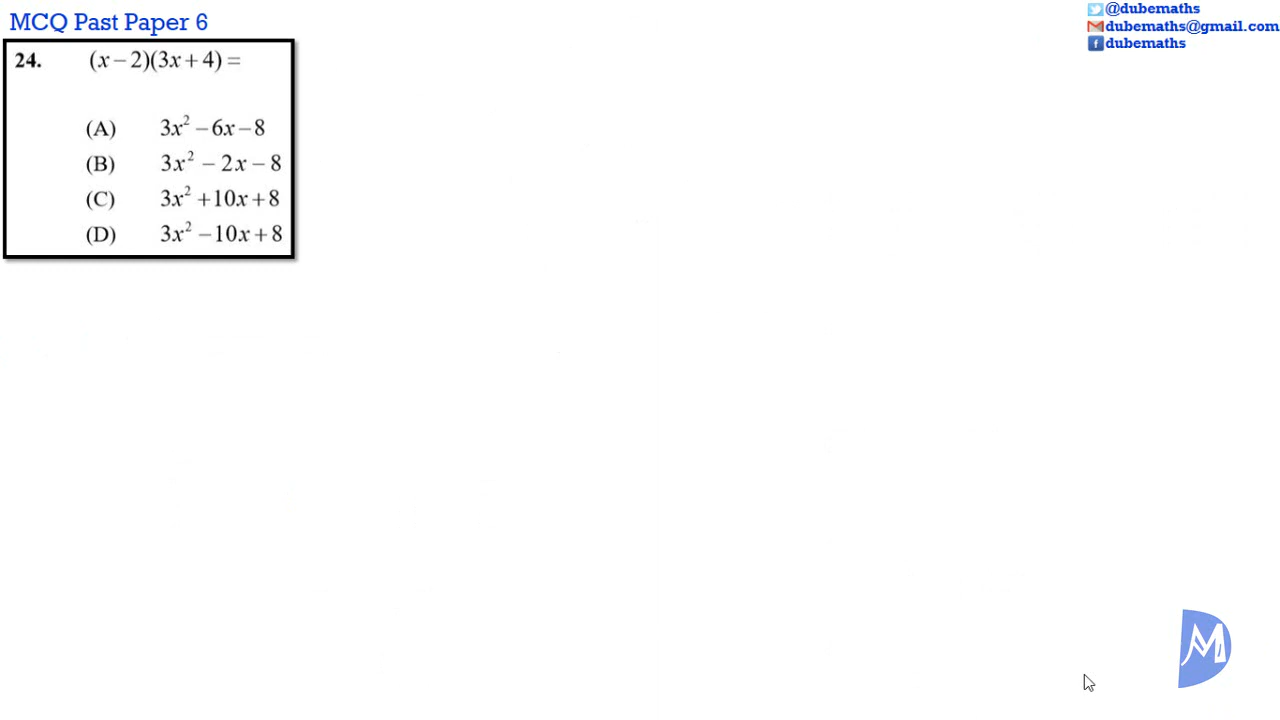 MCQ Past Paper 6
@dubemaths
dubemaths@gmail.com
dubemaths
24. (x – 2)(3x + 4) =
(A) 3x² – 6x – 8
(B) 3x² – 2x – 8
(C) 3x² + 10x + 8
(D) 3x² – 10x + 8
M